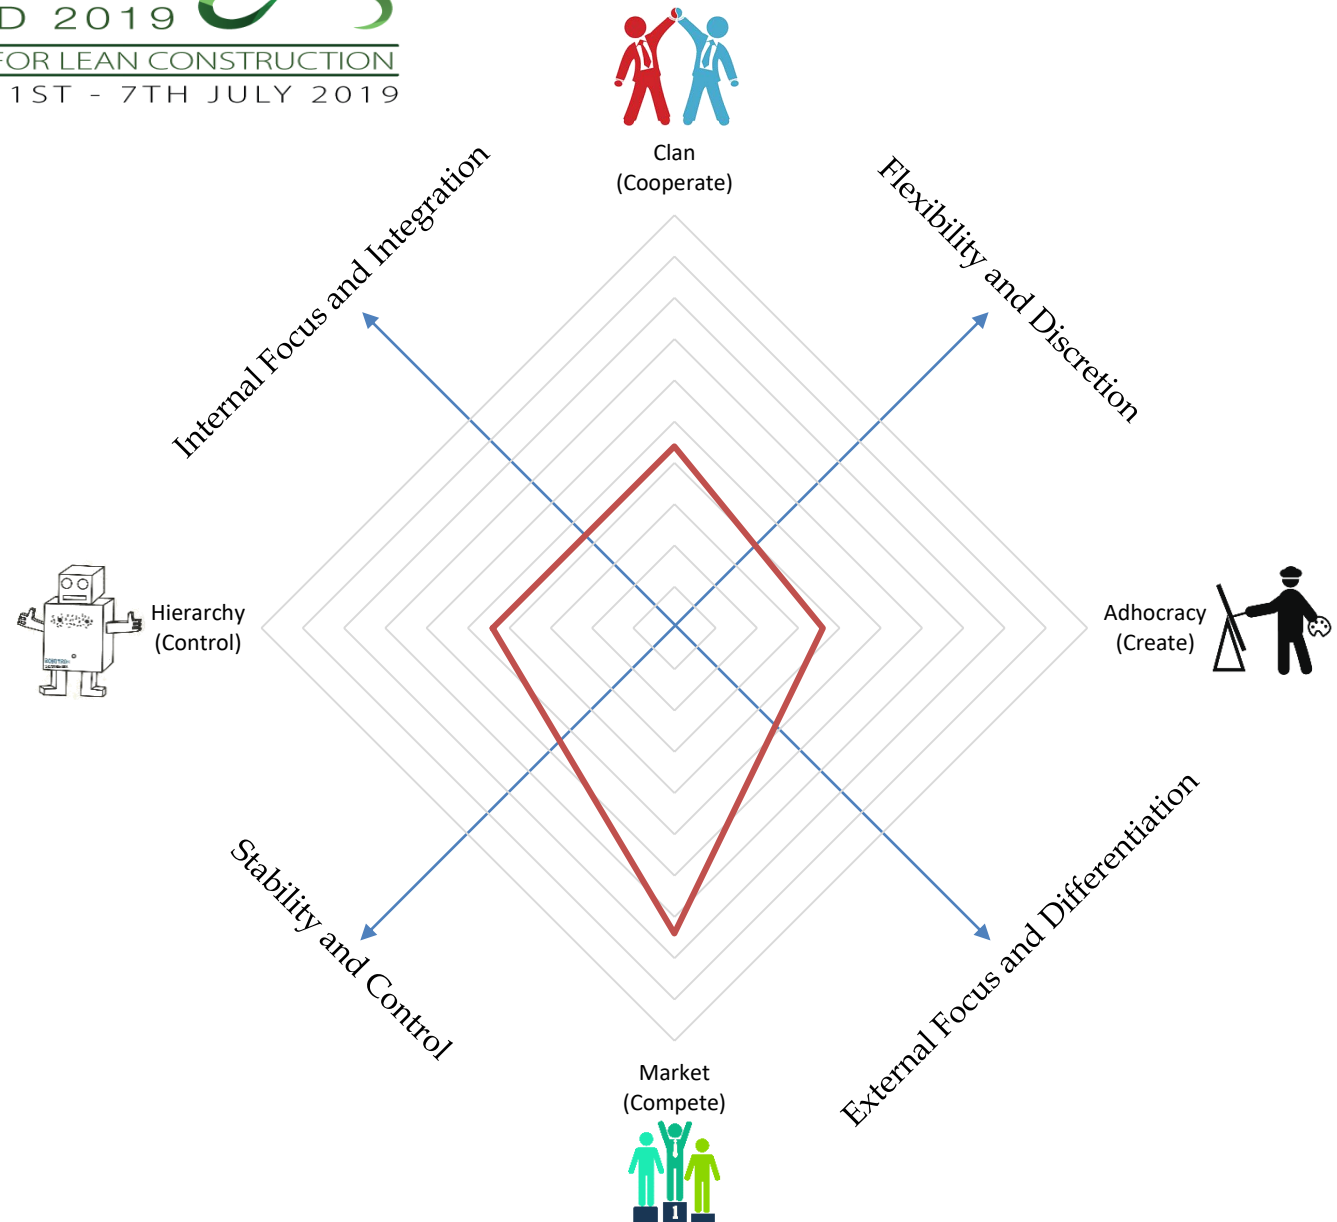 D 2019
FOR LEAN CONSTRUCTION
1ST - 7TH JULY 2019
Clan
(Cooperate)
Internal Focus and Integration
Flexibility and Discretion
Hierarchy
(Control)
Adhocracy
(Create)
Stability and Control
External Focus and Differentiation
Market
(Compete)
1